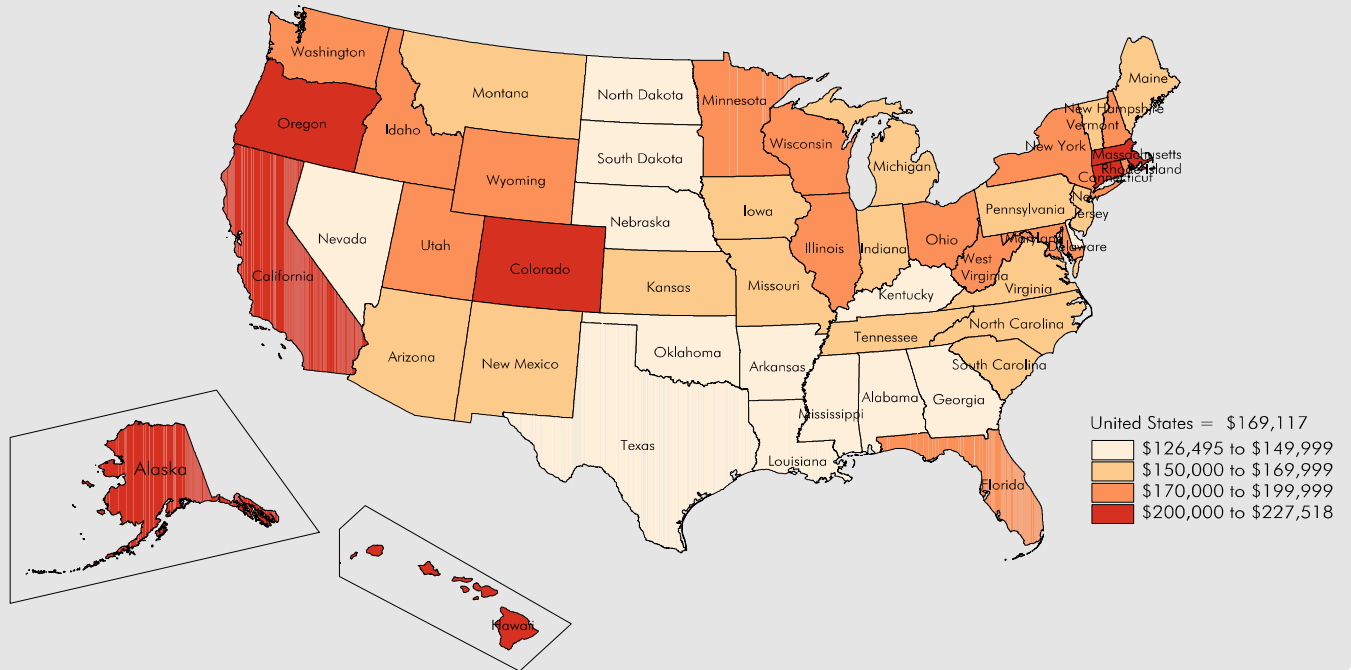 Washington
Montana
North Dakota
Minnesota
Maine
Oregon
Idaho
South Dakota
Wisconsin
Michigan
New York
New Hampshire
Vermont
Massachusetts
Rhode Island
Connecticut
Wyoming
Nebraska
Iowa
Pennsylvania
New
Jersey
Nevada
Utah
Colorado
California
Kansas
Missouri
Illinois
Indiana
Ohio
West
Virginia
Maryland
Delaware
Virginia
Kentucky
Arizona
New Mexico
Oklahoma
Arkansas
Tennessee
North Carolina
South Carolina
Texas
Louisiana
Mississippi
Alabama
Georgia
Florida
Alaska
Hawaii
United States = $169,117
$126,495 to $149,999
$150,000 to $169,999
$170,000 to $199,999
$200,000 to $227,518